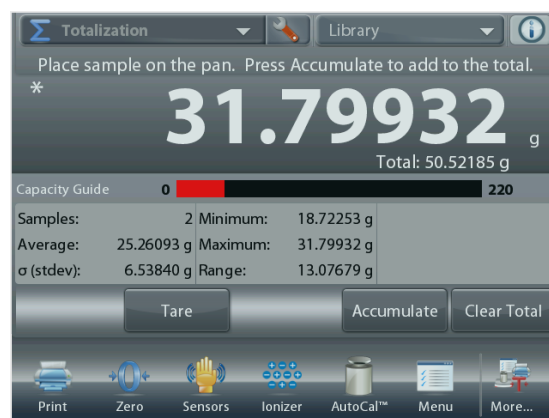 Σ Totalization Library
Place sample on the pan. Press Accumulate to add to the total.
*
31.79932 g
Total: 50.52185 g
Capacity Guide 0 220
Samples: 2 Minimum: 18.72253 g
Average: 25.26093 g Maximum: 31.79932 g
σ (stdev): 6.53840 g Range: 13.07679 g
Tare Accumulate Clear Total
Print Zero Sensors Ionizer AutoCal™ Menu More...